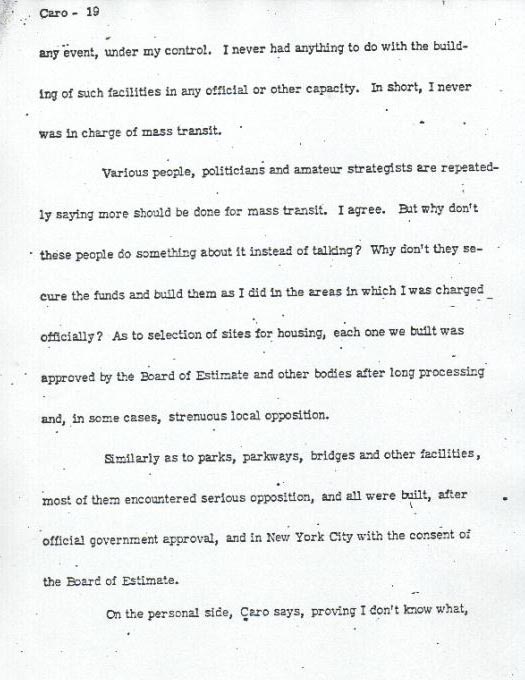 Caro - 19
any event, under my control. I never had anything to do with the build-
ing of such facilities in any official or other capacity. In short, I never
was in charge of mass transit.
Various people, politicians and amateur strategists are repeated-
ly saying more should be done for mass transit. I agree. But why don't
these people do something about it instead of talking? Why don't they se-
cure the funds and build them as I did in the areas in which I was charged
officially? As to selection of sites for housing, each one we built was
approved by the Board of Estimate and other bodies after long processing
and, in some cases, strenuous local opposition.
Similarly as to parks, parkways, bridges and other facilities,
most of them encountered serious opposition, and all were built, after
official government approval, and in New York City with the consent of
the Board of Estimate.
On the personal side, Caro says, proving I don't know what,